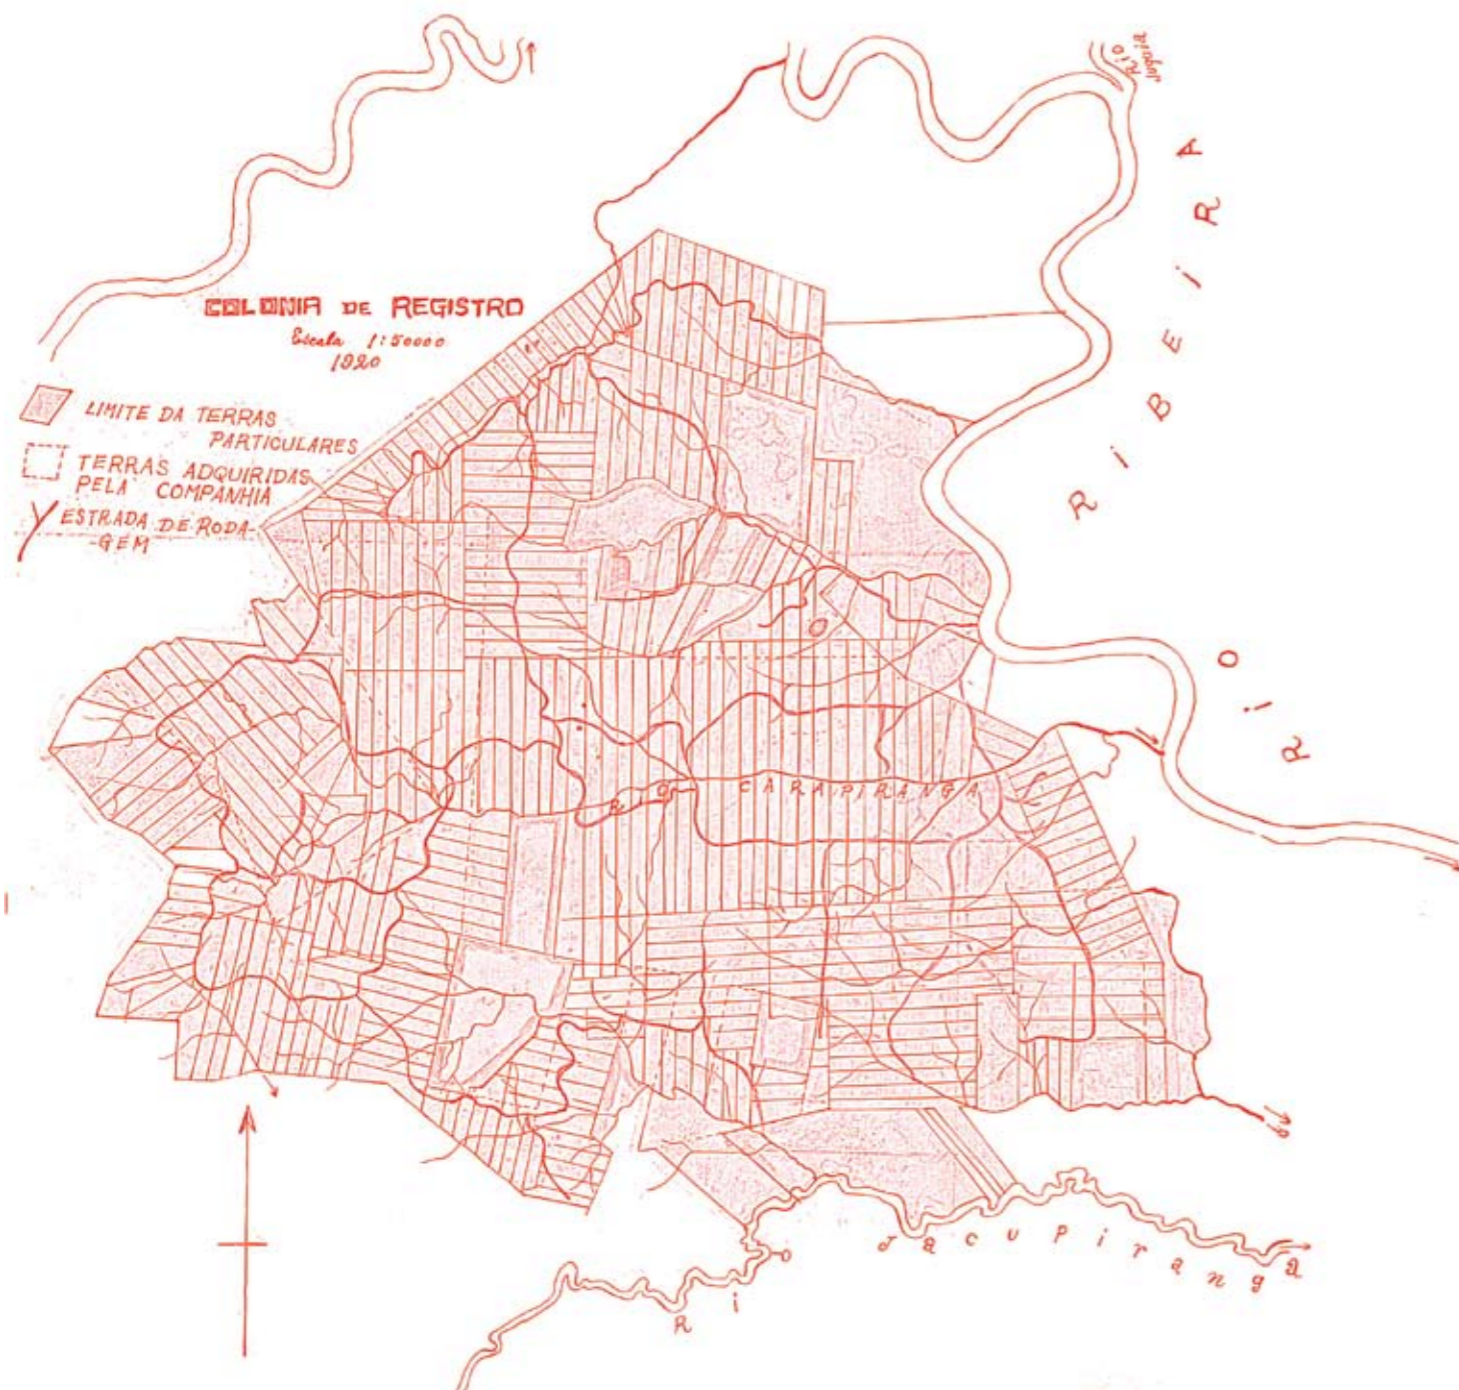 COLONIA DE REGISTRO
Escala 1:50000
1920
LIMITE DA TERRAS
PARTICULARES
TERRAS ADQUIRIDAS
PELA COMPANHIA
ESTRADA DE RODA-
-GEM
RIO
RIO RIBEIRA
RIO CARAPIRANGA
Rio Jacupiranga